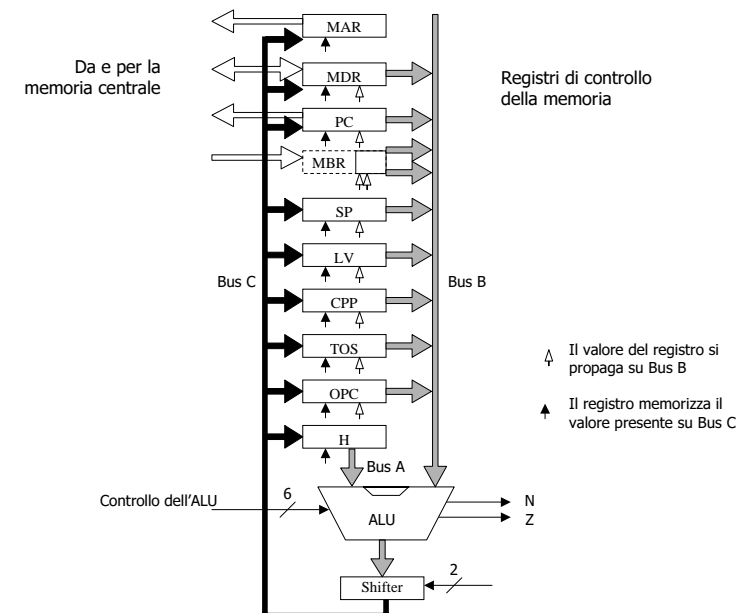 MAR
Da e per la
memoria centrale
MDR
Registri di controllo
della memoria
PC
MBR
SP
LV
Bus C
Bus B
CPP
TOS
Il valore del registro si
propaga su Bus B
OPC
Il registro memorizza il
valore presente su Bus C
H
Bus A
Controllo dell'ALU
6
N
ALU
Z
2
Shifter